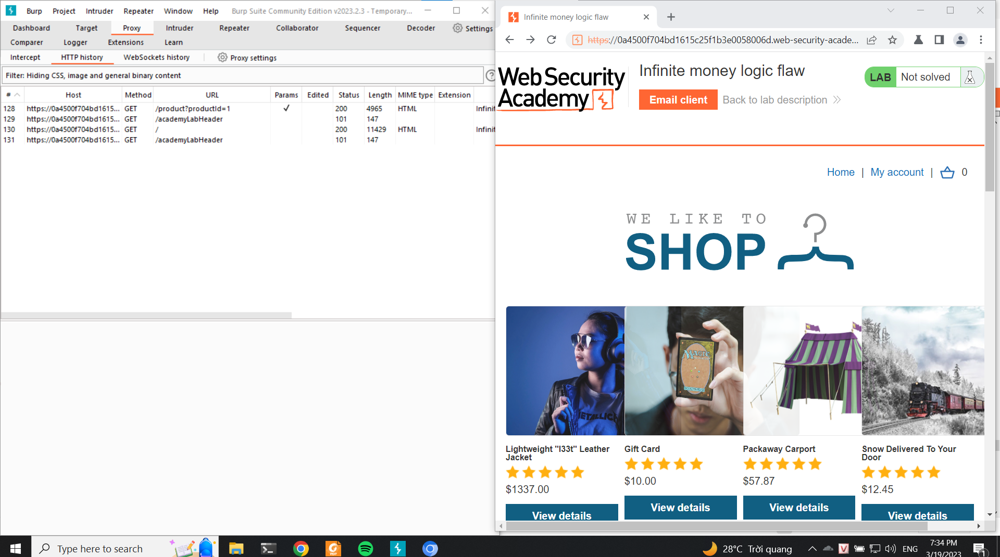 Burp Project Intruder Repeater Window Help Burp Suite Community Edition v2023.2.3 - Temporary...
Dashboard Target Proxy Intruder Repeater Collaborator Sequencer Decoder Settings
Comparer Logger Extensions Learn
Intercept HTTP history WebSockets history Proxy settings
Filter: Hiding CSS, image and general binary content ?
# Host Method URL Params Edited Status Length MIME type Extension
128 https://0a4500f704bd1615... GET /product?productId=1 ✓ 200 4965 HTML Infinit
129 https://0a4500f704bd1615... GET /academyLabHeader 101 147
130 https://0a4500f704bd1615... GET / 200 11429 HTML Infinit
131 https://0a4500f704bd1615... GET /academyLabHeader 101 147
Infinite money logic flaw
https://0a4500f704bd1615c25f1b3e0058006d.web-security-acade...
Web Security
Academy
Infinite money logic flaw
LAB Not solved
Email client Back to lab description
Home | My account | 0
WE LIKE TO
SHOP
MAGIC
METALLICA
Lightweight "l33t" Leather
Jacket
$1337.00
View details
Gift Card
$10.00
View details
Packaway Carport
$57.87
View details
Snow Delivered To Your
Door
$12.45
View details
Type here to search
PDF
28°C Trời quang
V
ENG
7:34 PM
3/19/2023
1